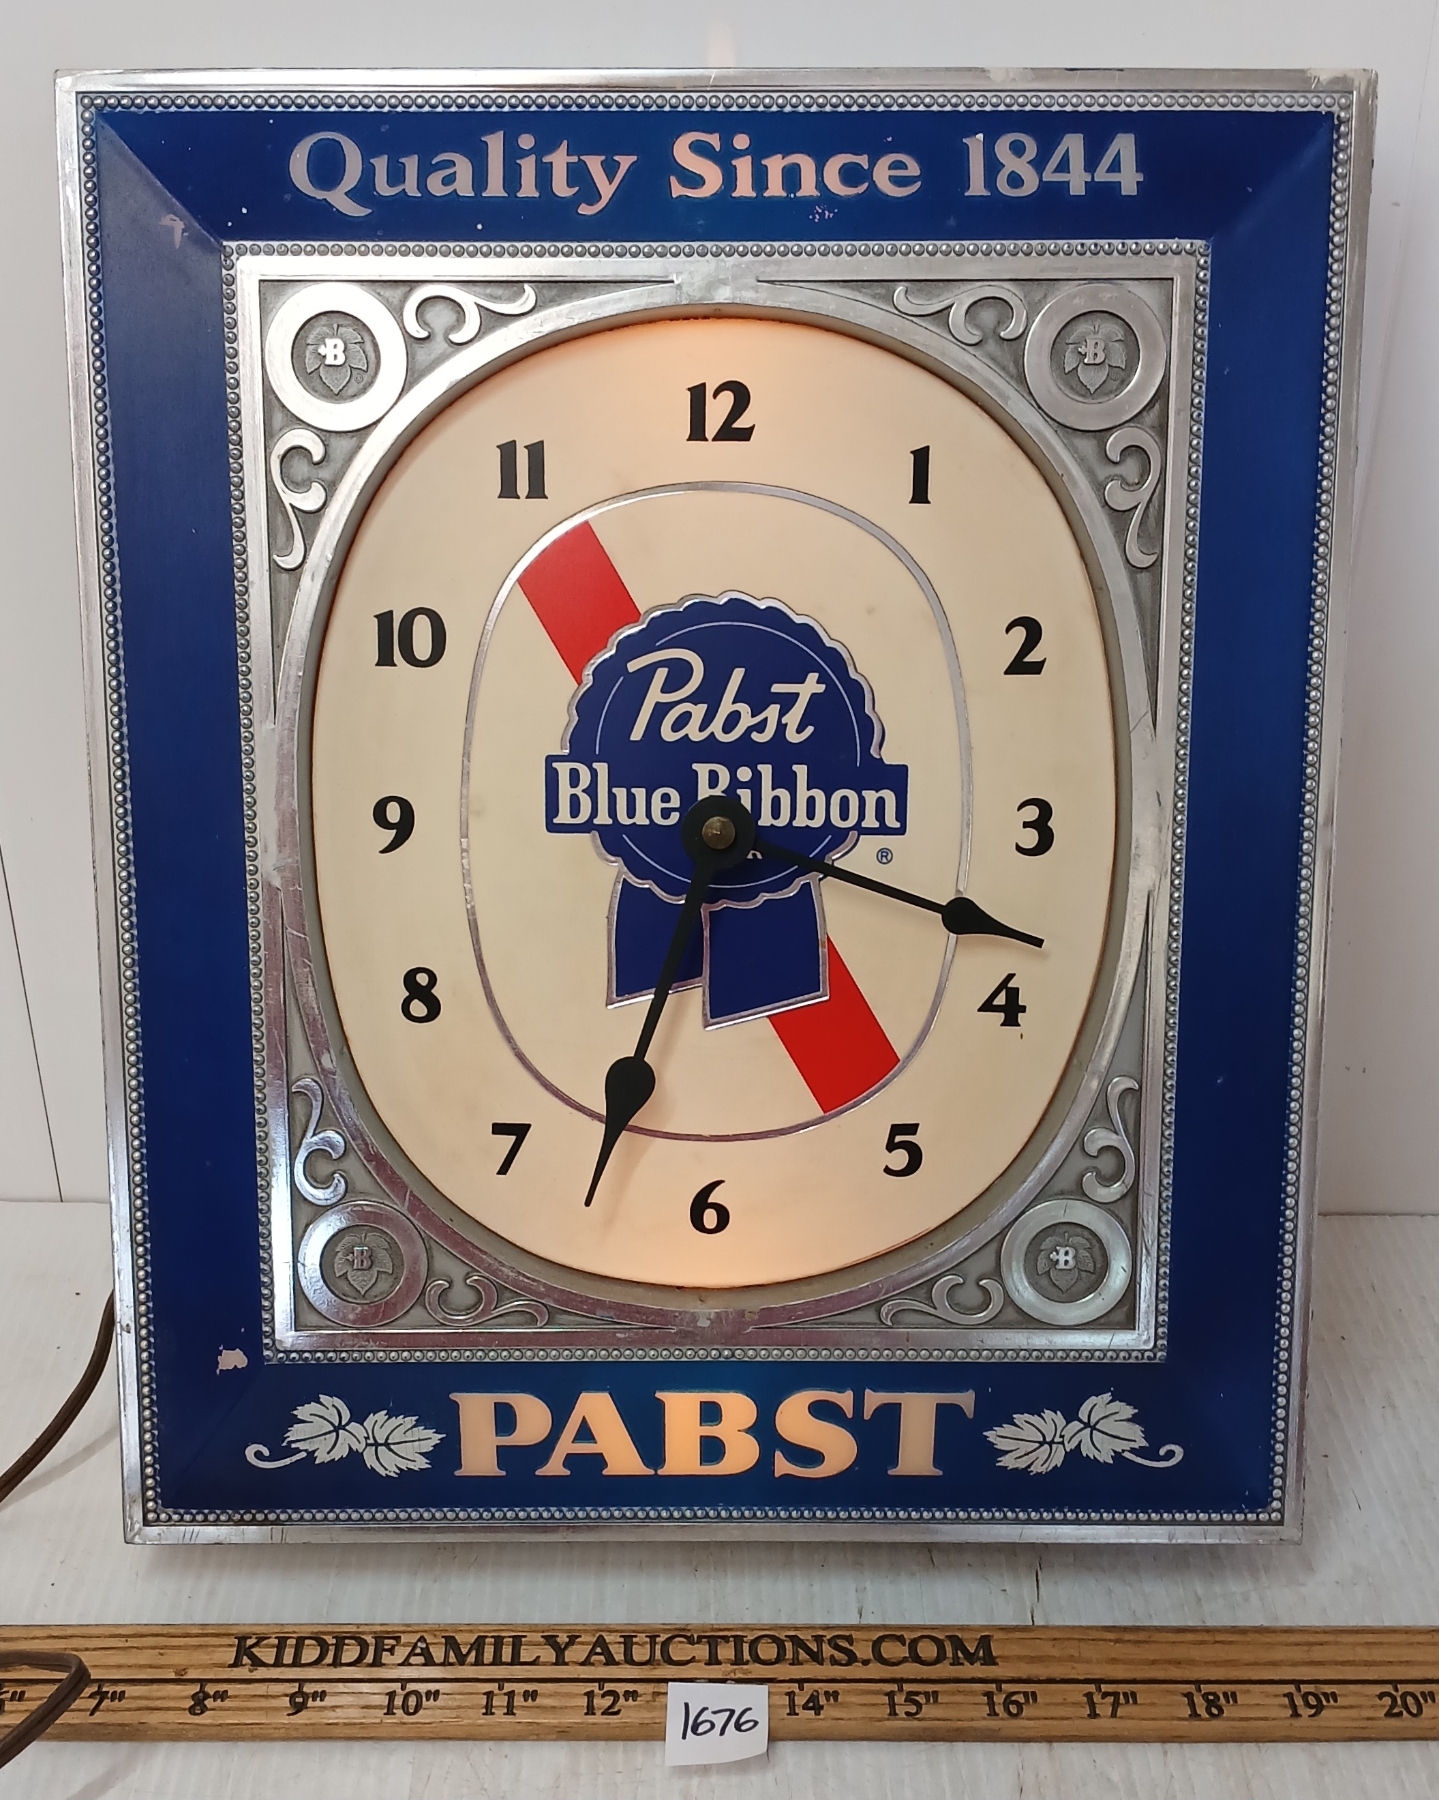 Quality Since 1844
B
B
12
11
1
10
2
Pabst
Blue Ribbon
®
9
3
8
4
7
5
6
B
B
PABST
KIDDFAMILYAUCTIONS.COM
7" 8" 9" 10" 11" 12" 14" 15" 16" 17" 18" 19" 20"
1676